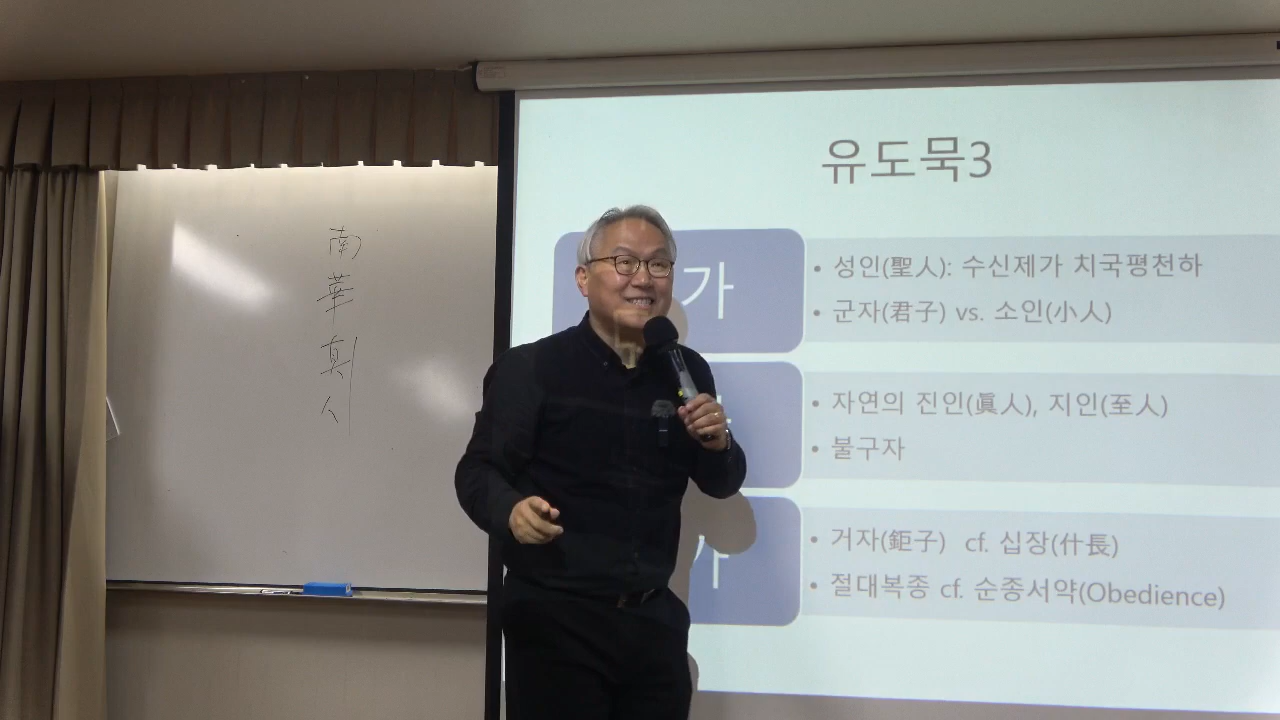 南
華
真
人
유도묵3
가
• 성인(聖人): 수신제가 치국평천하
• 군자(君子) vs. 소인(小人)
• 자연의 진인(眞人), 지인(至人)
• 불구자
가
• 거자(鉅子) cf. 십장(什長)
• 절대복종 cf. 순종서약(Obedience)